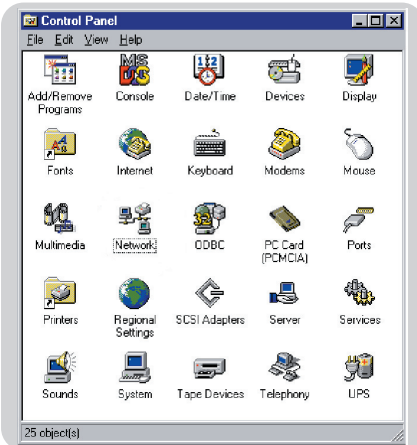 Control Panel
File Edit View Help
MS
DOS
12
Add/Remove Programs
Console
Date/Time
Devices
Display
Fonts
Internet
Keyboard
Modems
Mouse
32
Multimedia
Network
ODBC
PC Card (PCMCIA)
Ports
Printers
Regional Settings
SCSI Adapters
Server
Services
Sounds
System
Tape Devices
Telephony
UPS
25 object(s)